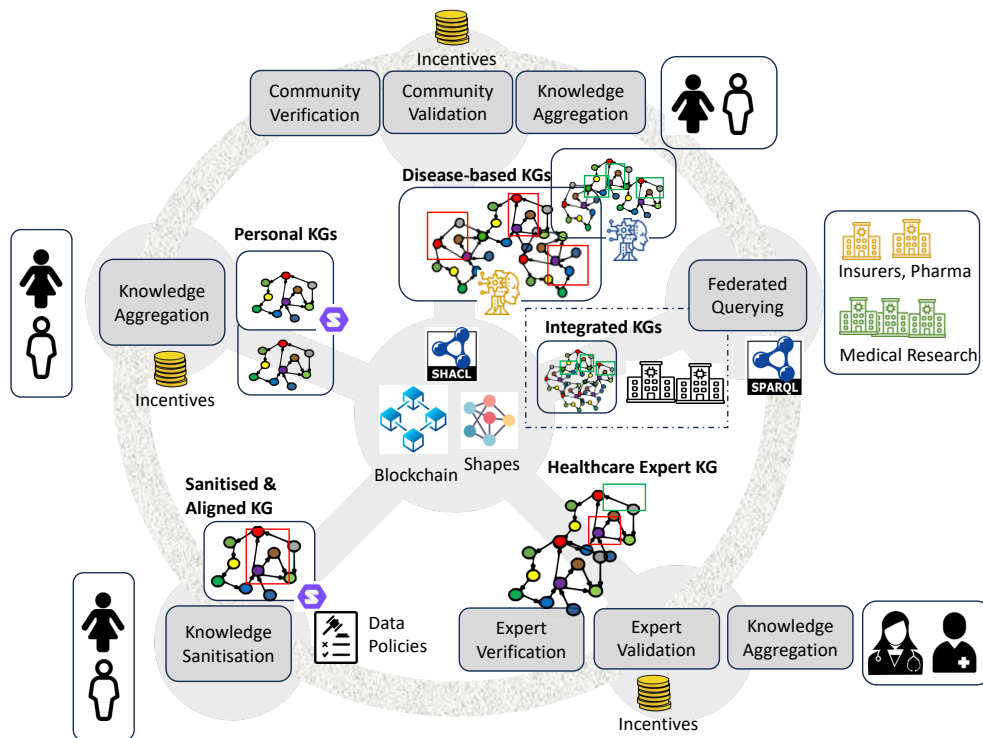 Incentives
Community
Verification
Community
Validation
Knowledge
Aggregation
Disease-based KGs
Personal KGs
Knowledge
Aggregation
Incentives
Federated
Querying
Insurers, Pharma
Medical Research
Integrated KGs
SHACL
SPARQL
Blockchain
Shapes
Healthcare Expert KG
Sanitised &
Aligned KG
Knowledge
Sanitisation
Data
Policies
Expert
Verification
Expert
Validation
Knowledge
Aggregation
Incentives